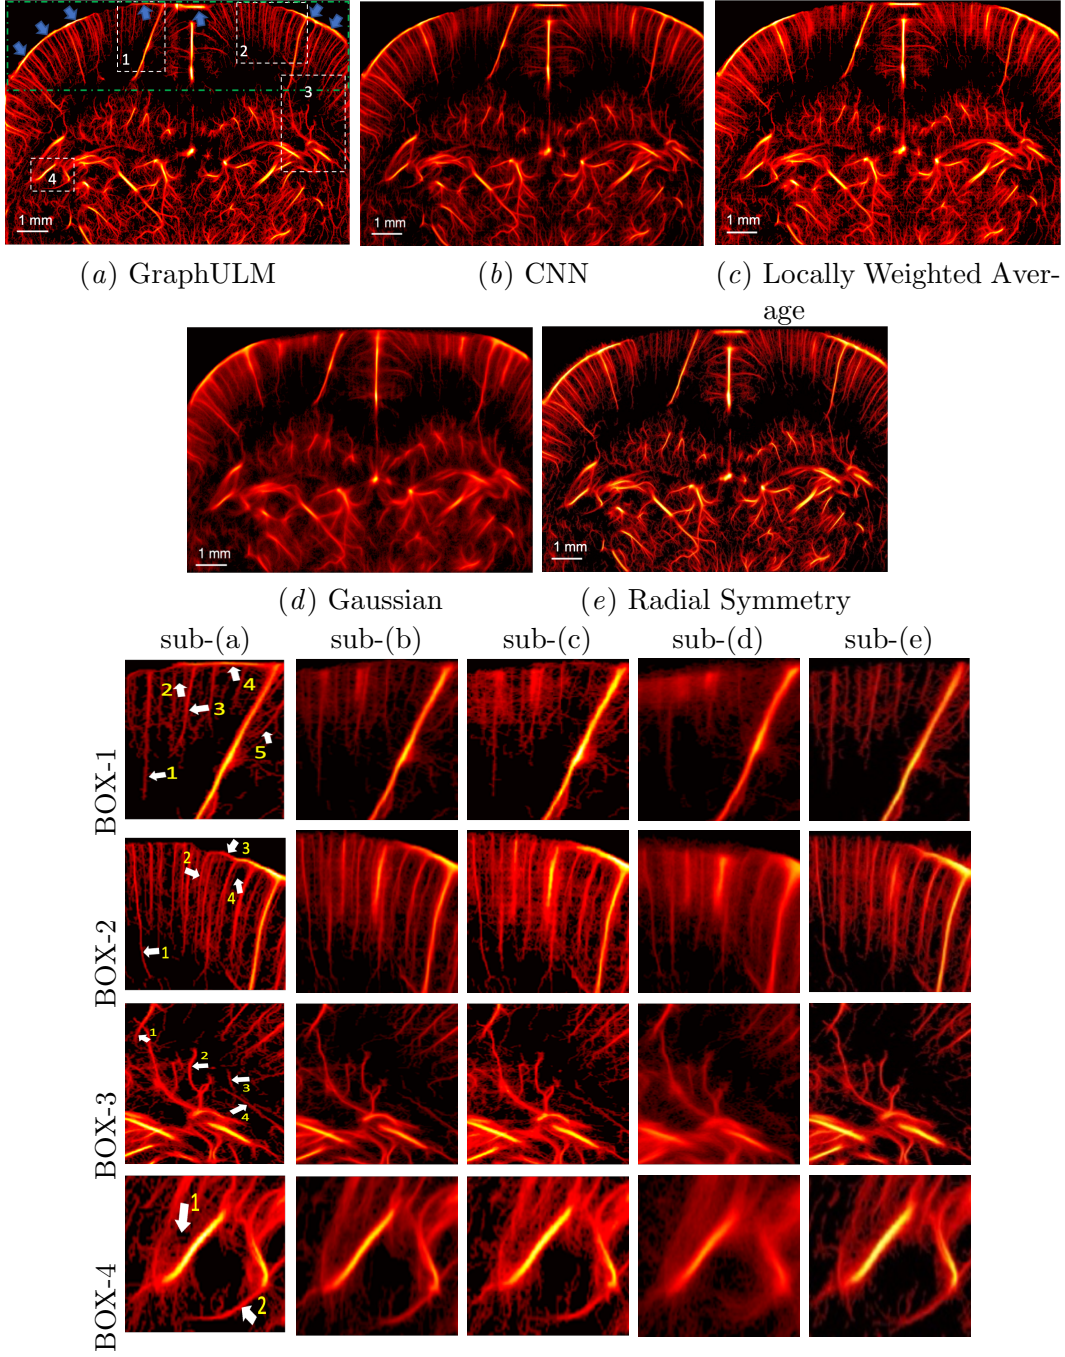 1
2
3
4
1 mm
1 mm
1 mm
(a) GraphULM
(b) CNN
(c) Locally Weighted Aver-
age
1 mm
1 mm
(d) Gaussian
(e) Radial Symmetry
sub-(a)
sub-(b)
sub-(c)
sub-(d)
sub-(e)
BOX-1
2
4
3
5
1
BOX-2
3
2
4
1
BOX-3
1
2
3
4
BOX-4
1
2